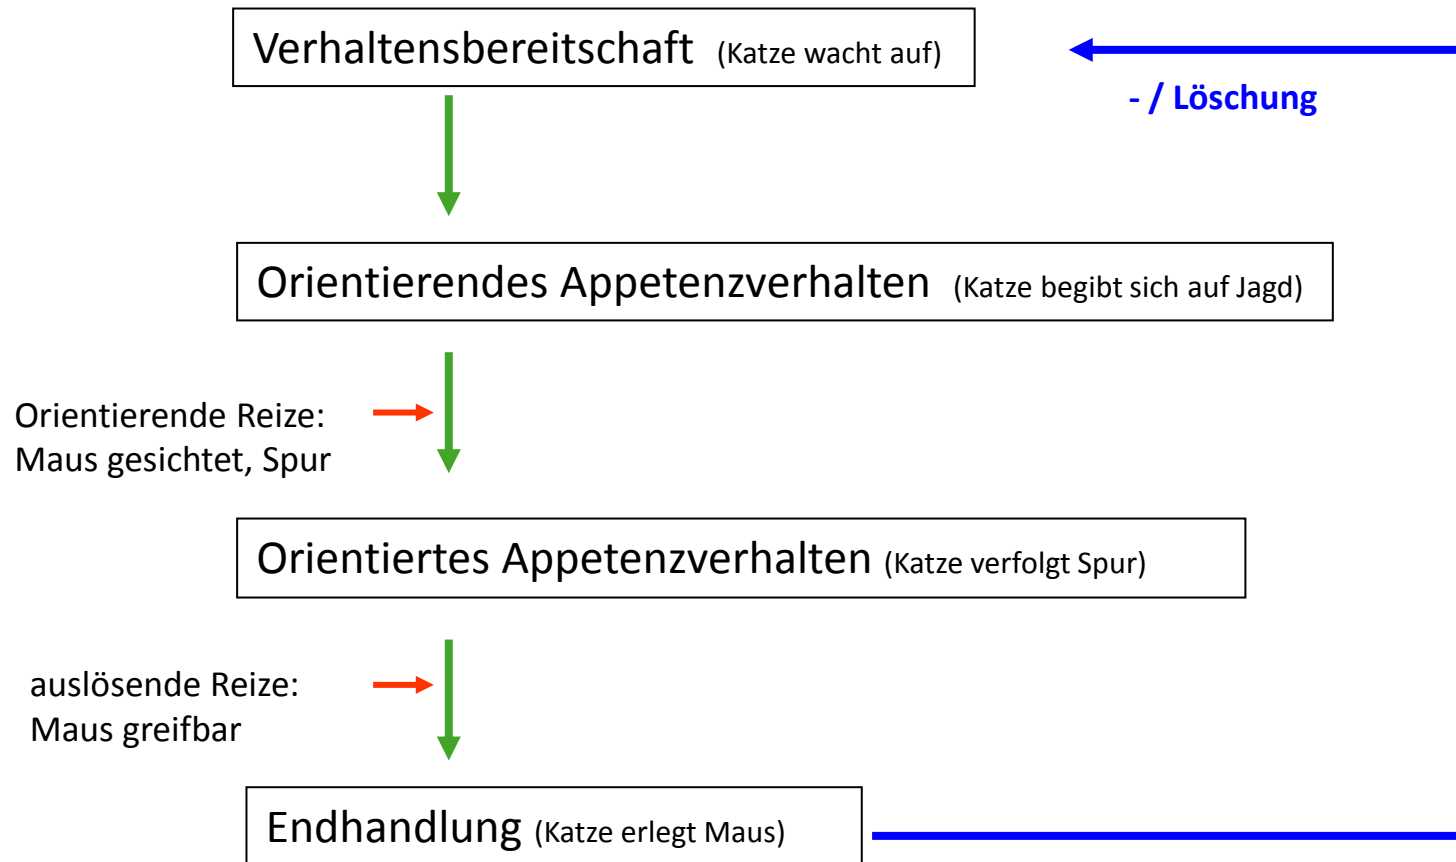 Verhaltensbereitschaft (Katze wacht auf)
- / Löschung
Orientierendes Appetenzverhalten (Katze begibt sich auf Jagd)
Orientierende Reize:
Maus gesichtet, Spur
Orientiertes Appetenzverhalten (Katze verfolgt Spur)
auslösende Reize:
Maus greifbar
Endhandlung (Katze erlegt Maus)